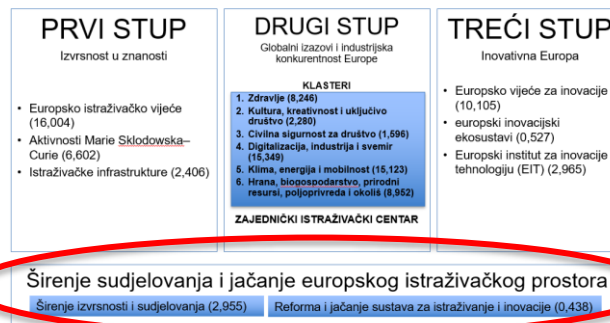 PRVI STUP
Izvrsnost u znanosti
• Europsko istraživačko vijeće
(16,004)
• Aktivnosti Marie Sklodowska–
Curie (6,602)
• Istraživačke infrastrukture (2,406)
DRUGI STUP
Globalni izazovi i industrijska
konkurentnost Europe
KLASTERI
1. Zdravlje (8,246)
2. Kultura, kreativnost i uključivo
društvo (2,280)
3. Civilna sigurnost za društvo (1,596)
4. Digitalizacija, industrija i svemir
(15,349)
5. Klima, energija i mobilnost (15,123)
6. Hrana, biogospodarstvo, prirodni
resursi, poljoprivreda i okoliš (8,952)
ZAJEDNIČKI ISTRAŽIVAČKI CENTAR
TREĆI STUP
Inovativna Europa
• Europsko vijeće za inovacije
(10,105)
• europski inovacijski
ekosustavi (0,527)
• Europski institut za inovacije
tehnologiju (EIT) (2,965)
Širenje sudjelovanja i jačanje europskog istraživačkog prostora
Širenje izvrsnosti i sudjelovanja (2,955)
Reforma i jačanje sustava za istraživanje i inovacije (0,438)